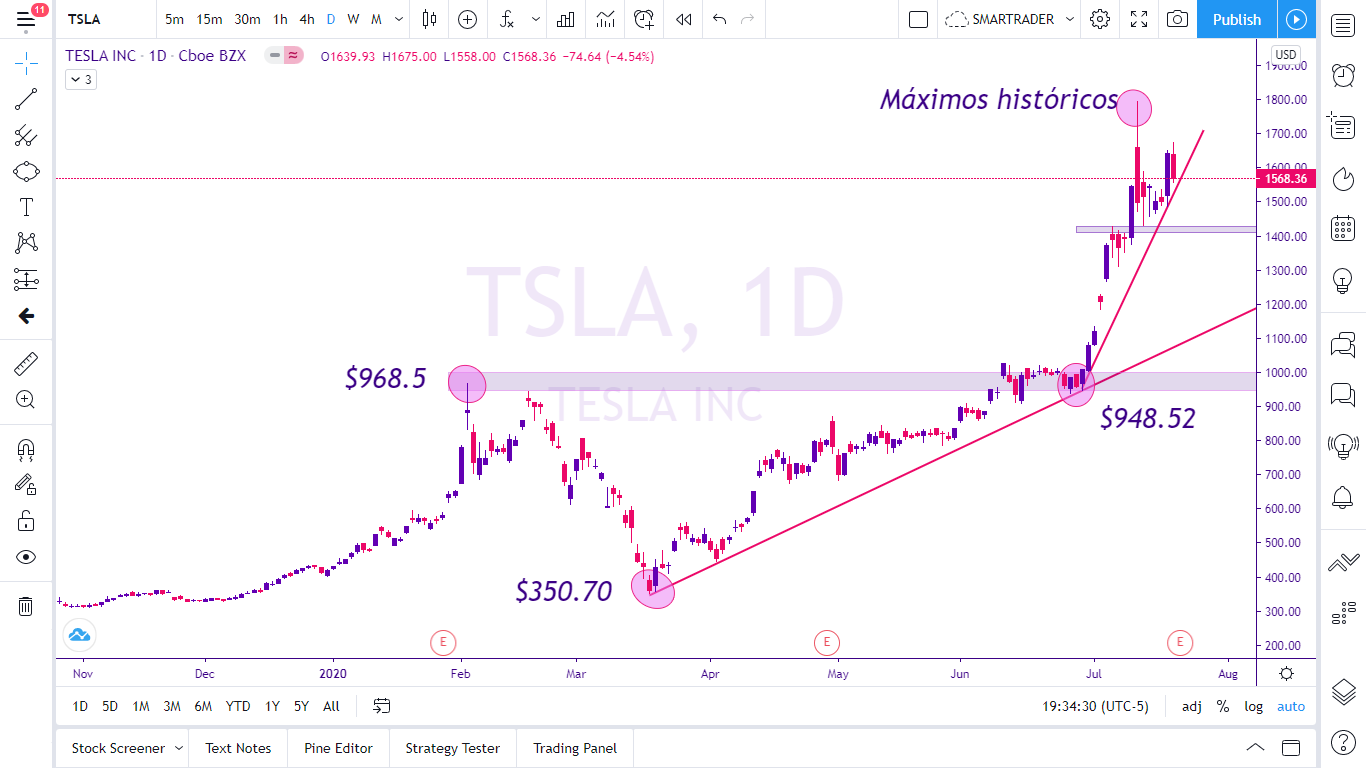 11
TSLA
5m 15m 30m 1h 4h D W M
SMARTRADER
Publish
TESLA INC · 1D · Cboe BZX
O1639.93 H1675.00 L1558.00 C1568.36 −74.64 (−4.54%)
3
USD
1900.00
1800.00
1700.00
1600.00
1568.36
1500.00
1400.00
1300.00
1200.00
1100.00
1000.00
900.00
800.00
700.00
600.00
500.00
400.00
300.00
200.00
Máximos históricos
TSLA, 1D
TESLA INC
$968.5
$948.52
$350.70
E E E
Nov Dec 2020 Feb Mar Apr May Jun Jul Aug
1D 5D 1M 3M 6M YTD 1Y 5Y All
19:34:30 (UTC-5) adj % log auto
Stock Screener Text Notes Pine Editor Strategy Tester Trading Panel